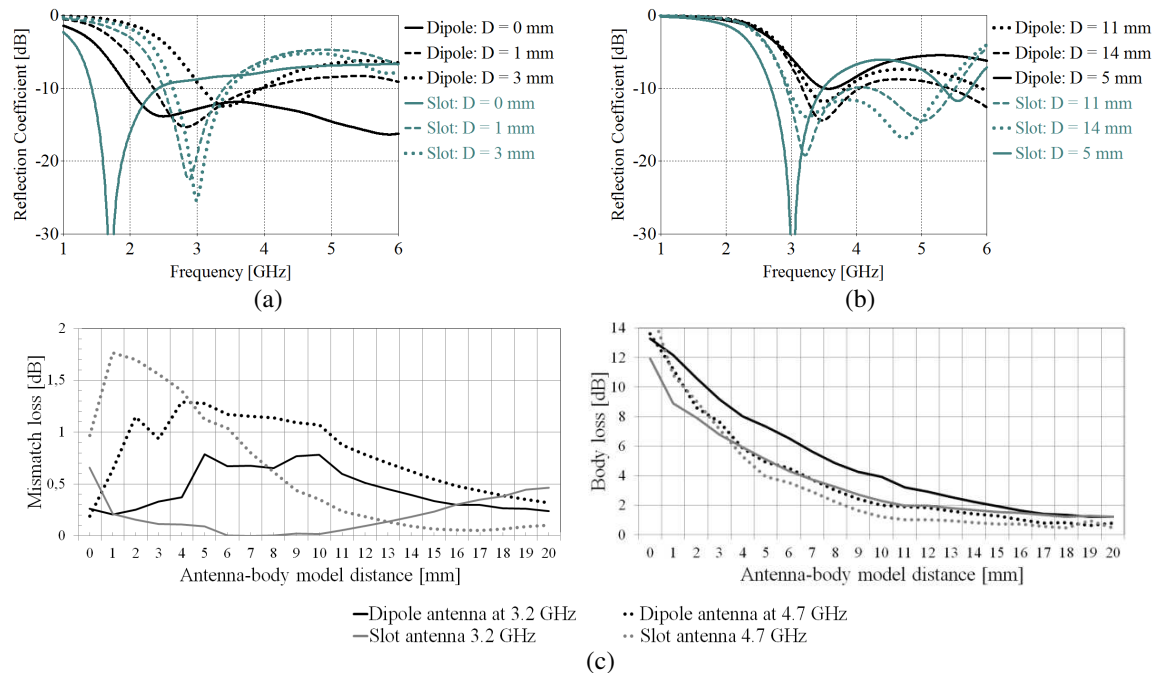 0
-10
-20
-30
Reflection Coefficient [dB]
1 2 3 4 5 6
Frequency [GHz]
Dipole: D = 0 mm
Dipole: D = 1 mm
Dipole: D = 3 mm
Slot: D = 0 mm
Slot: D = 1 mm
Slot: D = 3 mm
(a)
0
-10
-20
-30
Reflection Coefficient [dB]
1 2 3 4 5 6
Frequency [GHz]
Dipole: D = 11 mm
Dipole: D = 14 mm
Dipole: D = 5 mm
Slot: D = 11 mm
Slot: D = 14 mm
Slot: D = 5 mm
(b)
2
1.5
1
0.5
0
Mismatch loss [dB]
0 1 2 3 4 5 6 7 8 9 10 11 12 13 14 15 16 17 18 19 20
Antenna-body model distance [mm]
14
12
10
8
6
4
2
0
Body loss [dB]
0 1 2 3 4 5 6 7 8 9 10 11 12 13 14 15 16 17 18 19 20
Antenna-body model distance [mm]
Dipole antenna at 3.2 GHz
Dipole antenna at 4.7 GHz
Slot antenna 3.2 GHz
Slot antenna 4.7 GHz
(c)